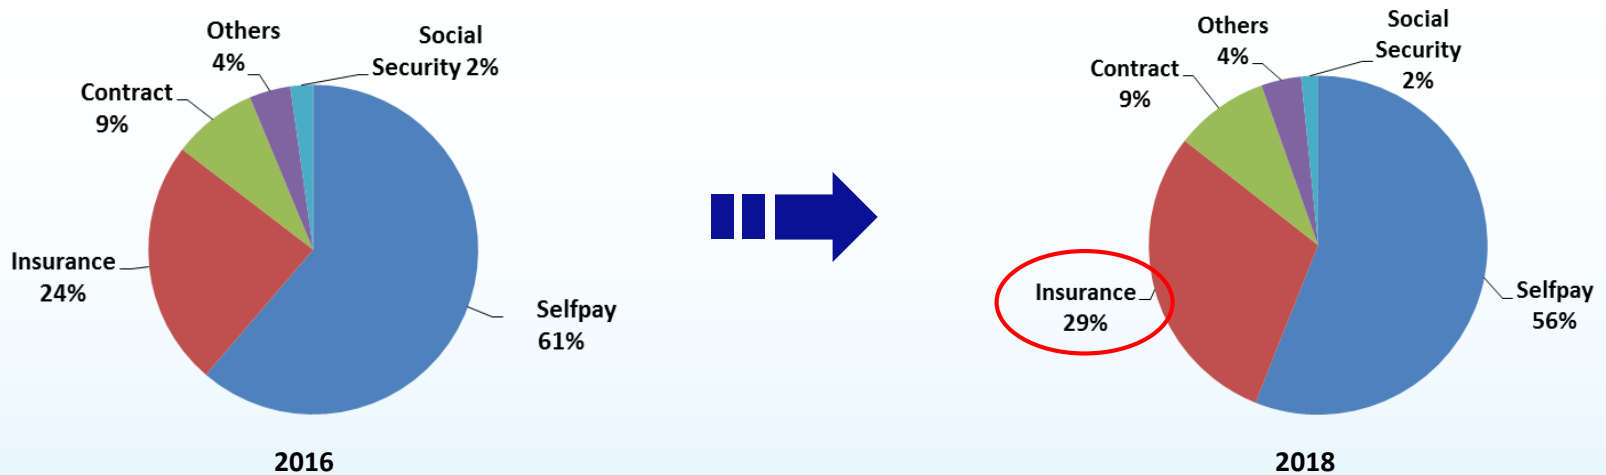 Others
4%
Social
Security 2%
Contract
9%
Insurance
24%
Selfpay
61%
2016
Social
Security
2%
Others
4%
Contract
9%
Insurance
29%
Selfpay
56%
2018